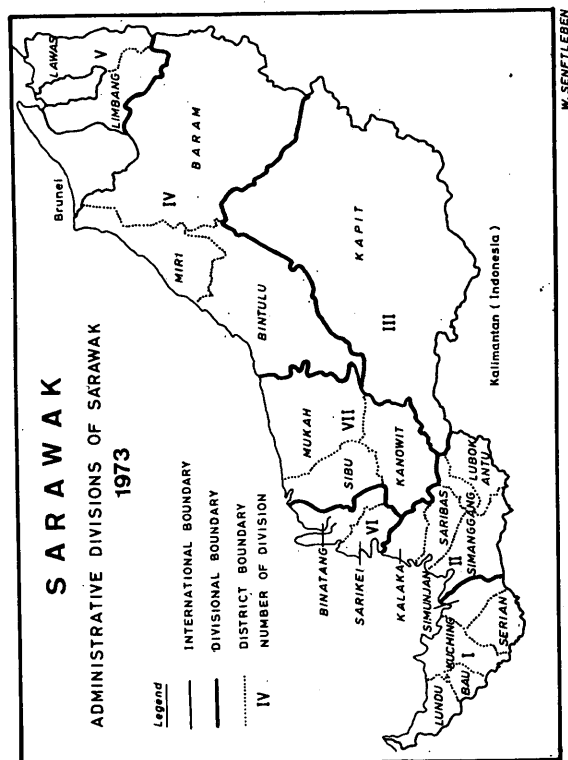 SARAWAK
ADMINISTRATIVE DIVISIONS OF SARAWAK
1973
Legend
INTERNATIONAL BOUNDARY
DIVISIONAL BOUNDARY
DISTRICT BOUNDARY
IV NUMBER OF DIVISION
Brunei
LAWAS
V
LIMBANG
BARAM
IV
MIRI
BINTULU
KAPIT
III
MUKAH
VII
SIBU
KANOWIT
BINATANG
SARIKEI
VI
KALAKA
SARIBAS
LUBOK
ANTU
SIMANGGANG
II
SIMUNJAN
KUCHING
SERIAN
I
BAU
LUNDU
Kalimantan ( Indonesia )
W. SENFTLEBEN